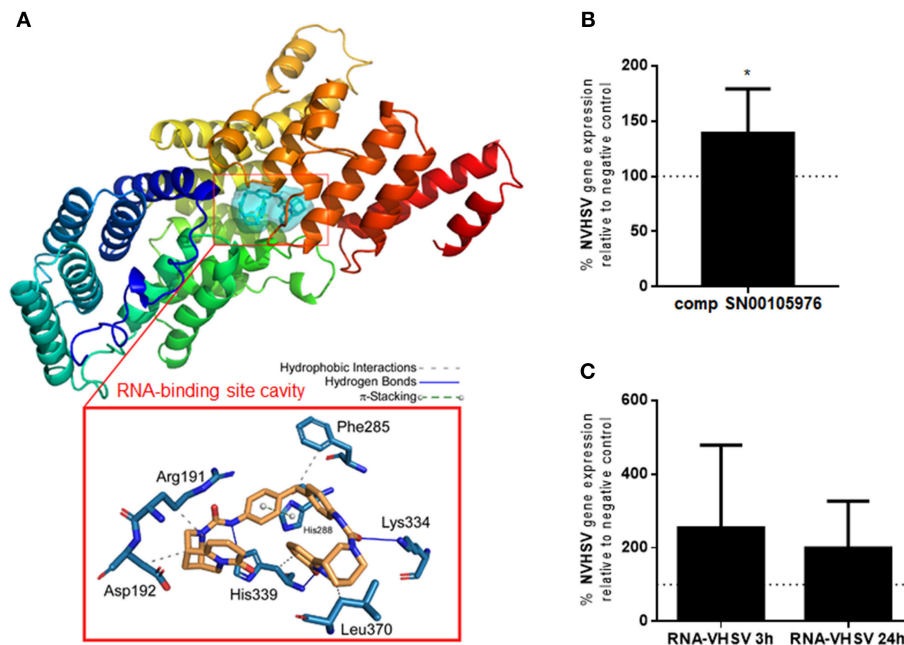 A
RNA-binding site cavity
Hydrophobic Interactions
Hydrogen Bonds
π-Stacking
Phe285
Arg191
His288
Lys334
Asp192
His339
Leu370
B
% NVHSV gene expression
relative to negative control
200
150
100
50
0
*
comp SN00105976
C
% NVHSV gene expression
relative to negative control
600
400
200
0
RNA-VHSV 3h
RNA-VHSV 24h